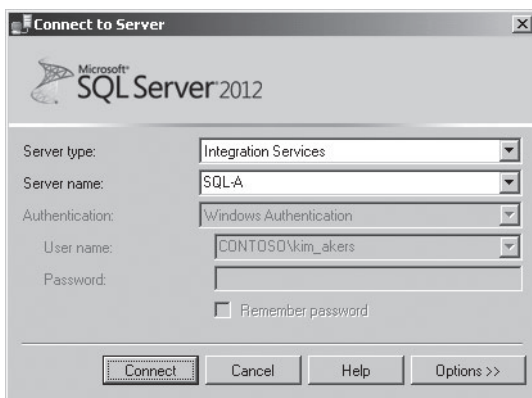 Connect to Server
Microsoft®
SQL Server® 2012
Server type: Integration Services
Server name: SQL-A
Authentication: Windows Authentication
User name: CONTOSO\kim_akers
Password:
Remember password
Connect Cancel Help Options >>